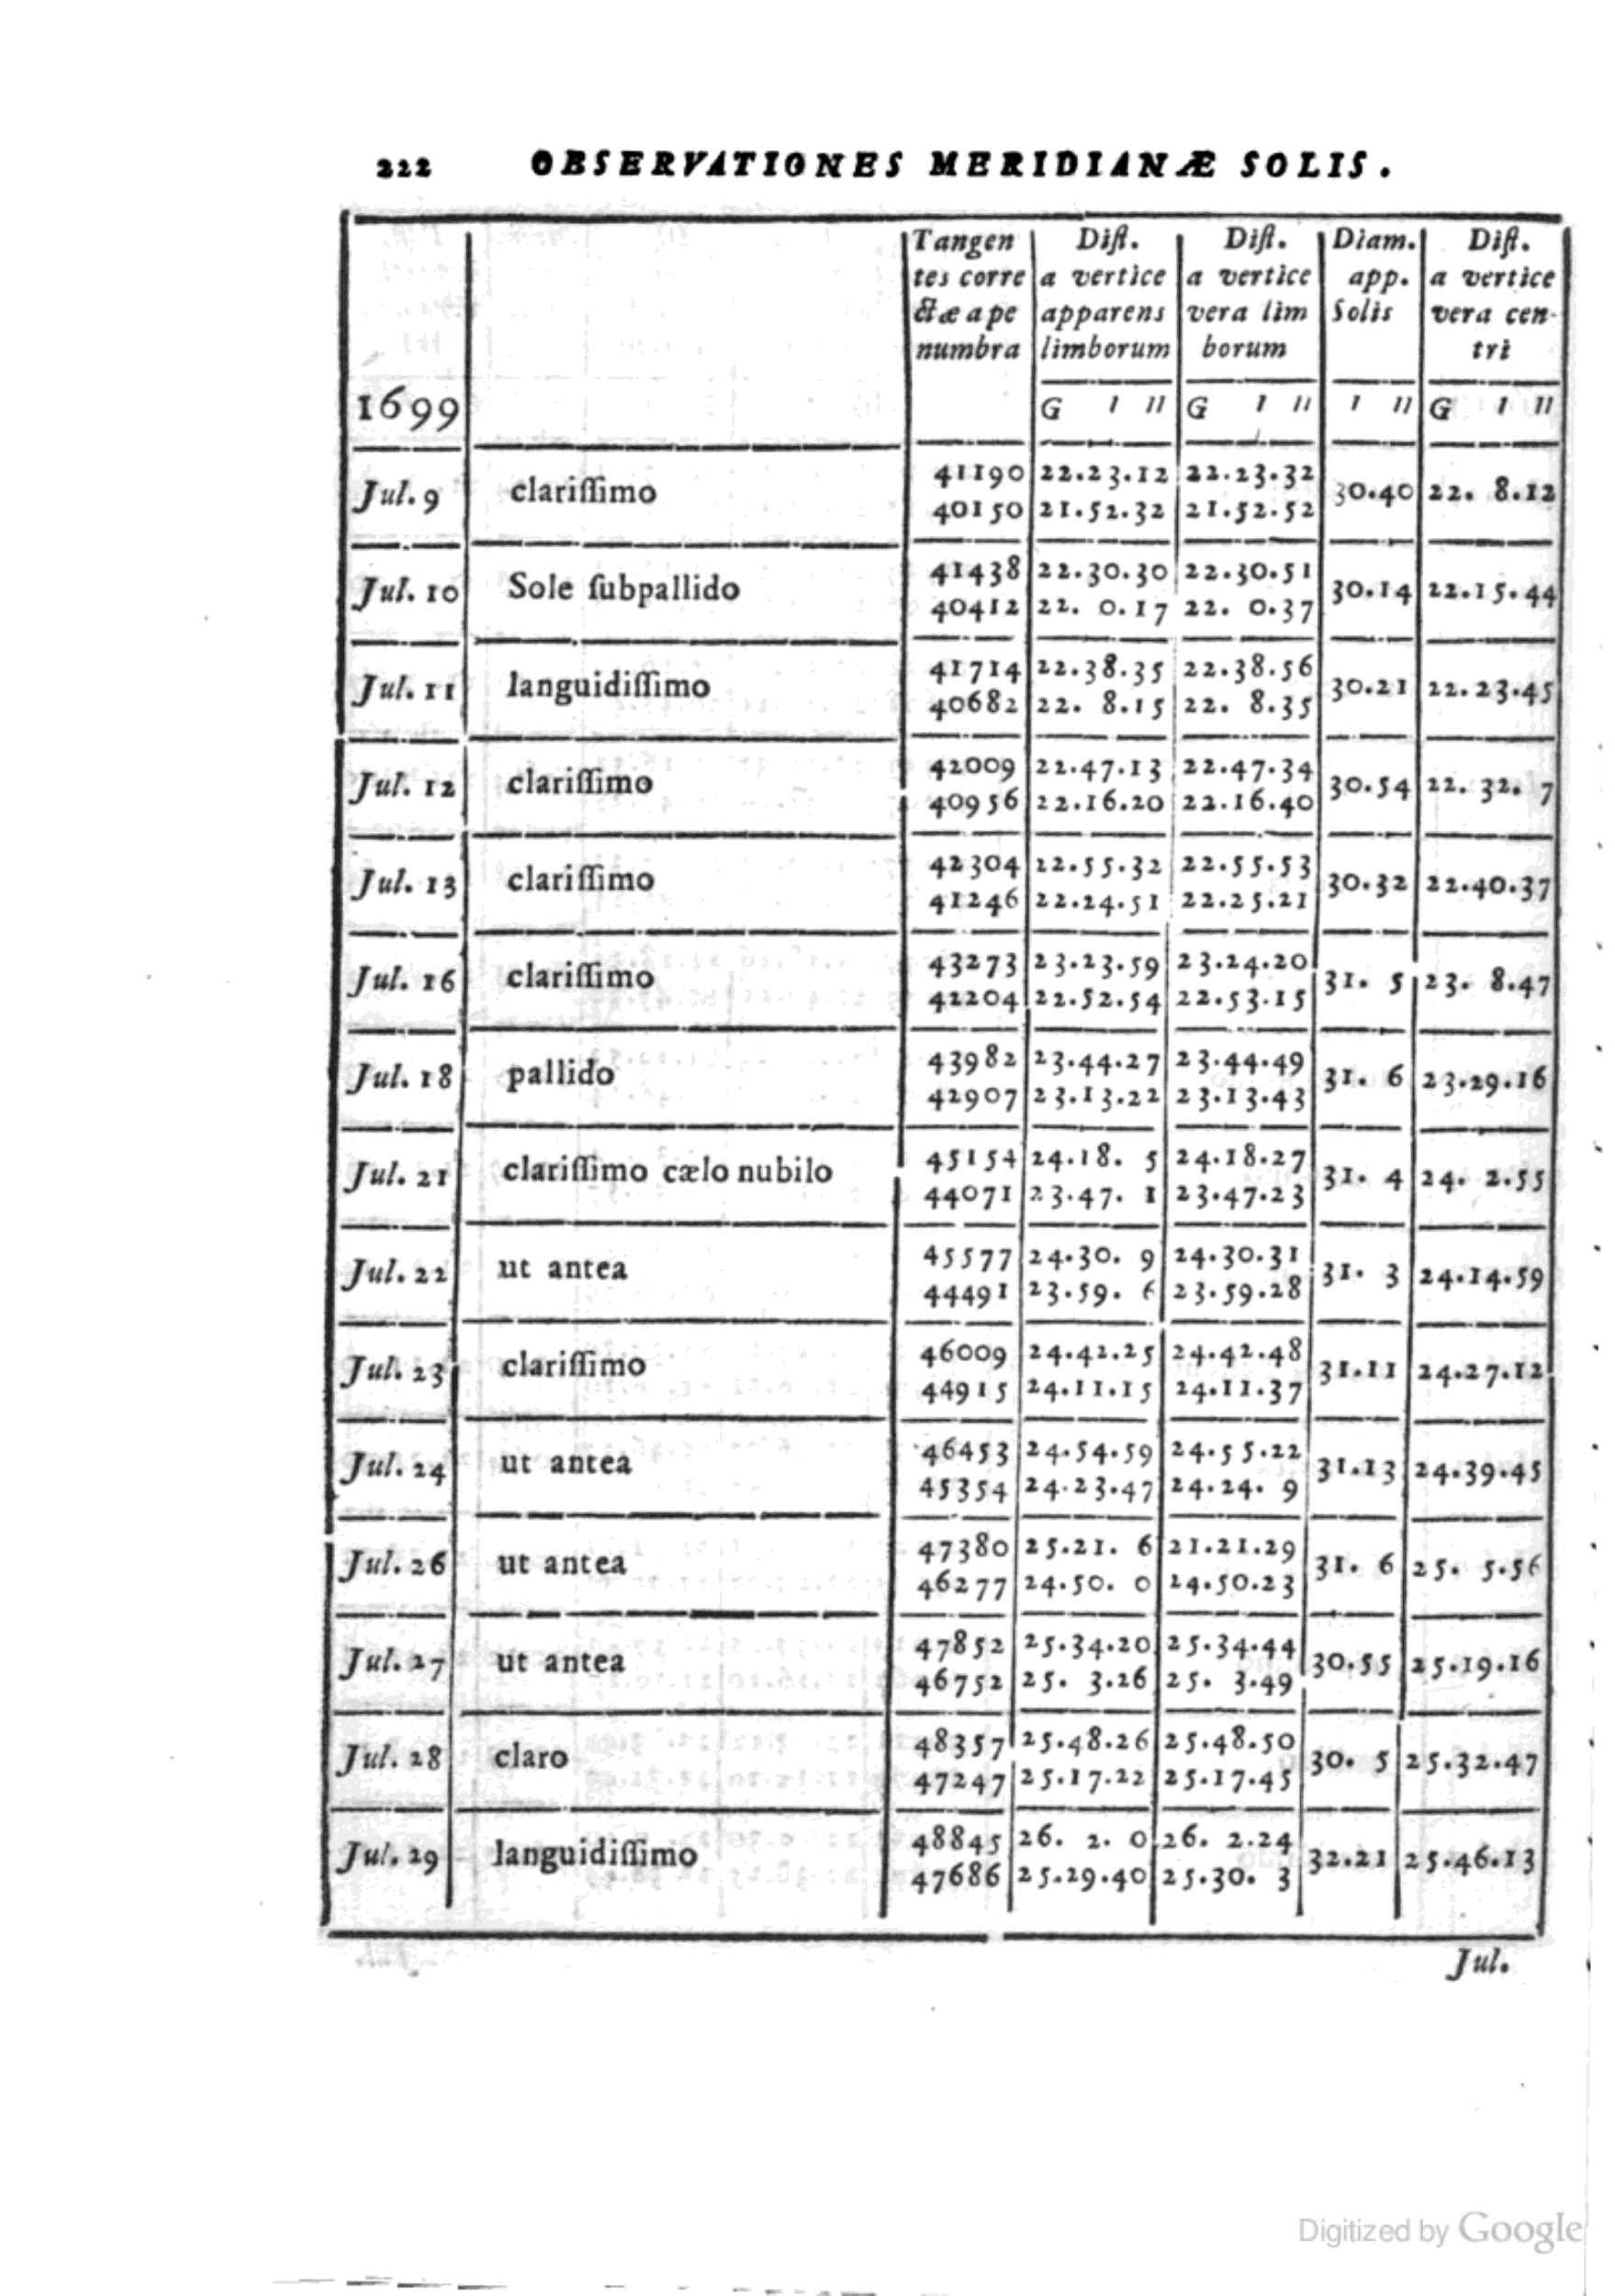 222 OBSERVATIONES MERIDIANÆ SOLIS.
Tangen Diſt. Diſt. Diam. Diſt.
tes corre a vertice a vertice app. a vertice
ctæ a pe apparens vera lim Solis vera cen-
numbra limborum borum tri
1699 G ı ıı G ı ıı ı ıı G ı ıı
41190 22.23.12 22.23.32
Jul. 9 clariſſimo 30.40 22. 8.12
40150 21.52.32 21.52.52
41438 22.30.30 22.30.51
Jul. 10 Sole ſubpallido 30.14 22.15.44
40412 22. 0.17 22. 0.37
41714 22.38.35 22.38.56
Jul. 11 languidiſſimo 30.21 22.23.45
40682 22. 8.15 22. 8.35
42009 22.47.13 22.47.34
Jul. 12 clariſſimo 30.54 22. 32. 7
40956 22.16.20 22.16.40
42304 22.55.32 22.55.53
Jul. 13 clariſſimo 30.32 22.40.37
41246 22.24.51 22.25.21
43273 23.23.59 23.24.20
Jul. 16 clariſſimo 31. 5 23. 8.47
42204 22.52.54 22.53.15
43982 23.44.27 23.44.49
Jul. 18 pallido 31. 6 23.29.16
42907 23.13.22 23.13.43
45154 24.18. 5 24.18.27
Jul. 21 clariſſimo cælo nubilo 31. 4 24. 2.55
44071 23.47. 1 23.47.23
45577 24.30. 9 24.30.31
Jul. 22 ut antea 31. 3 24.14.59
44491 23.59. 6 23.59.28
46009 24.42.25 24.42.48
Jul. 23 clariſſimo 31.11 24.27.12
44915 24.11.15 24.11.37
46453 24.54.59 24.55.22
Jul. 24 ut antea 31.13 24.39.45
45354 24.23.47 24.24. 9
47380 25.21. 6 21.21.29
Jul. 26 ut antea 31. 6 25. 5.56
46277 24.50. 0 24.50.23
47852 25.34.20 25.34.44
Jul. 27 ut antea 30.55 25.19.16
46752 25. 3.26 25. 3.49
48357 25.48.26 25.48.50
Jul. 28 claro 30. 5 25.32.47
47247 25.17.22 25.17.45
48845 26. 2. 0 26. 2.24
Jul. 29 languidiſſimo 32.21 25.46.13
47686 25.29.40 25.30. 3
Jul.
Digitized by Google